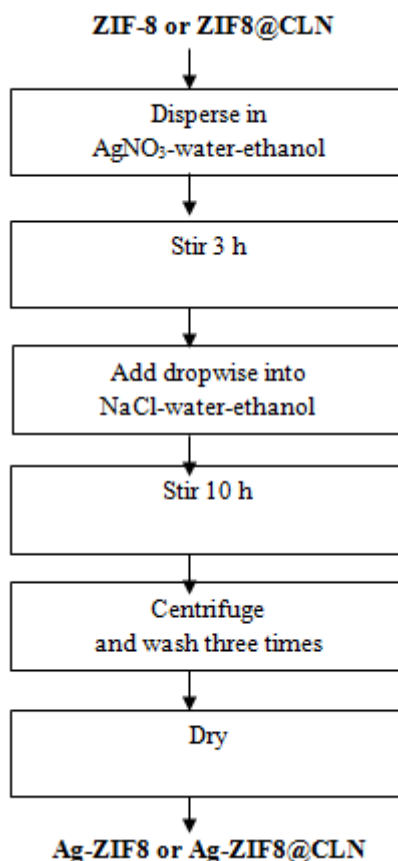 ZIF-8 or ZIF8@CLN
Disperse in
AgNO₃-water-ethanol
Stir 3 h
Add dropwise into
NaCl-water-ethanol
Stir 10 h
Centrifuge
and wash three times
Dry
Ag-ZIF8 or Ag-ZIF8@CLN